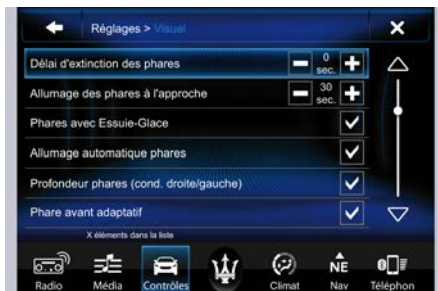 Réglages > Visuel
Délai d'extinction des phares 0 sec.
Allumage des phares à l'approche 30 sec.
Phares avec Essuie-Glace
Allumage automatique phares
Profondeur phares (cond. droite/gauche)
Phare avant adaptatif
X éléments dans la liste
NE
Radio Média Contrôles Climat Nav Téléphon